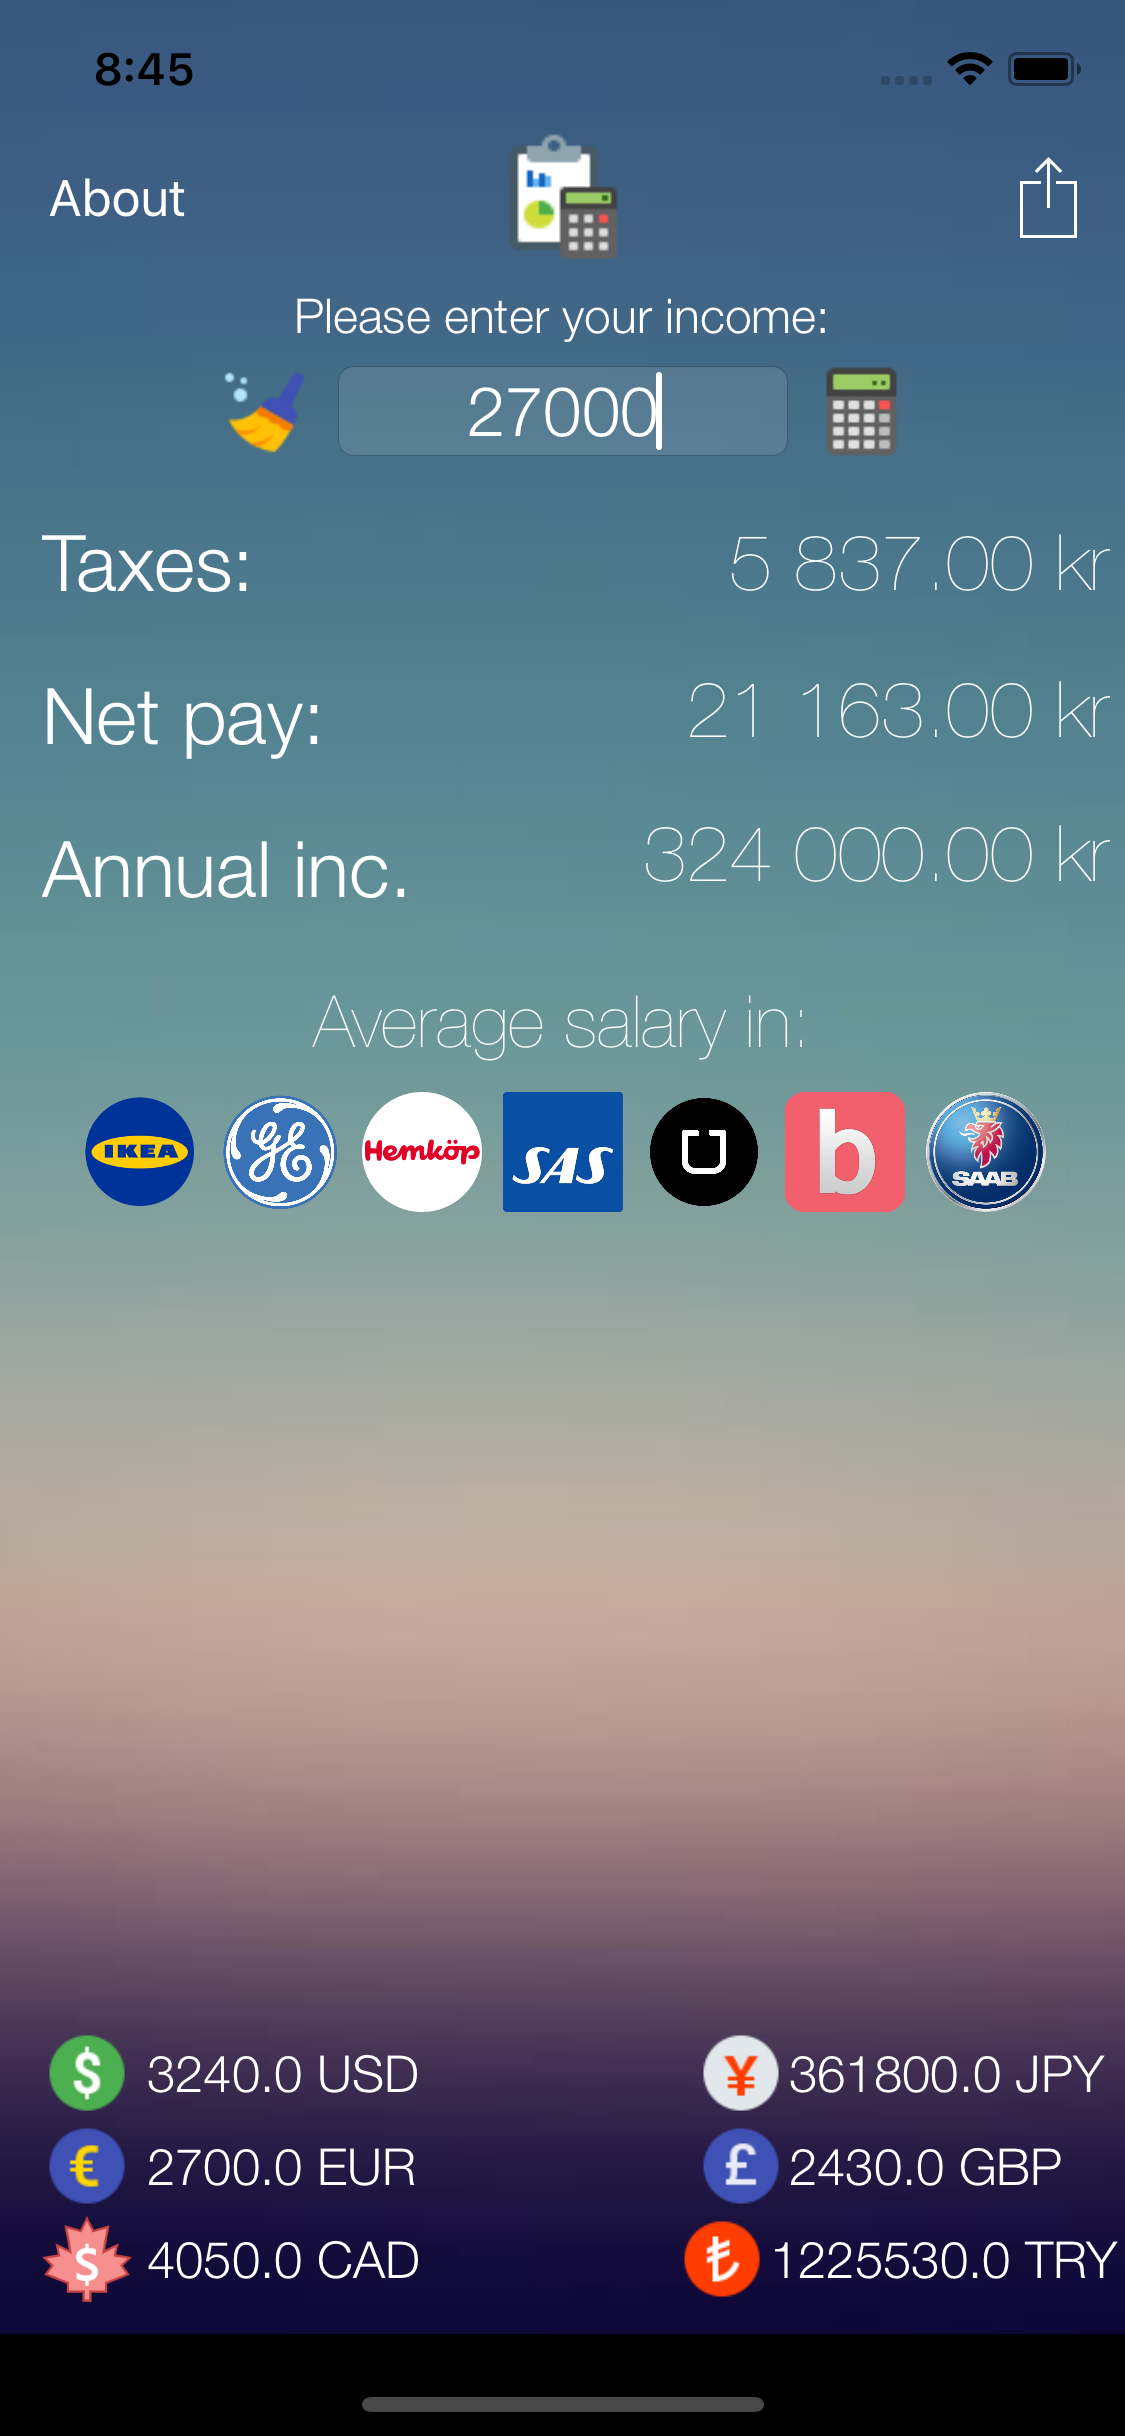 8:45
About
Please enter your income:
27000
Taxes: 5 837.00 kr
Net pay: 21 163.00 kr
Annual inc. 324 000.00 kr
Average salary in:
IKEA GE Hemköp SAS U b SAAB
$ 3240.0 USD ¥ 361800.0 JPY
€ 2700.0 EUR £ 2430.0 GBP
$ 4050.0 CAD ₺ 1225530.0 TRY